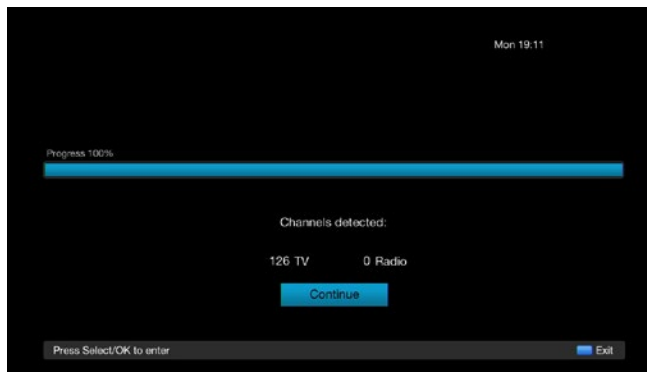 Mon 19:11
Progress 100%
Channels detected:
126 TV 0 Radio
Continue
Press Select/OK to enter Exit